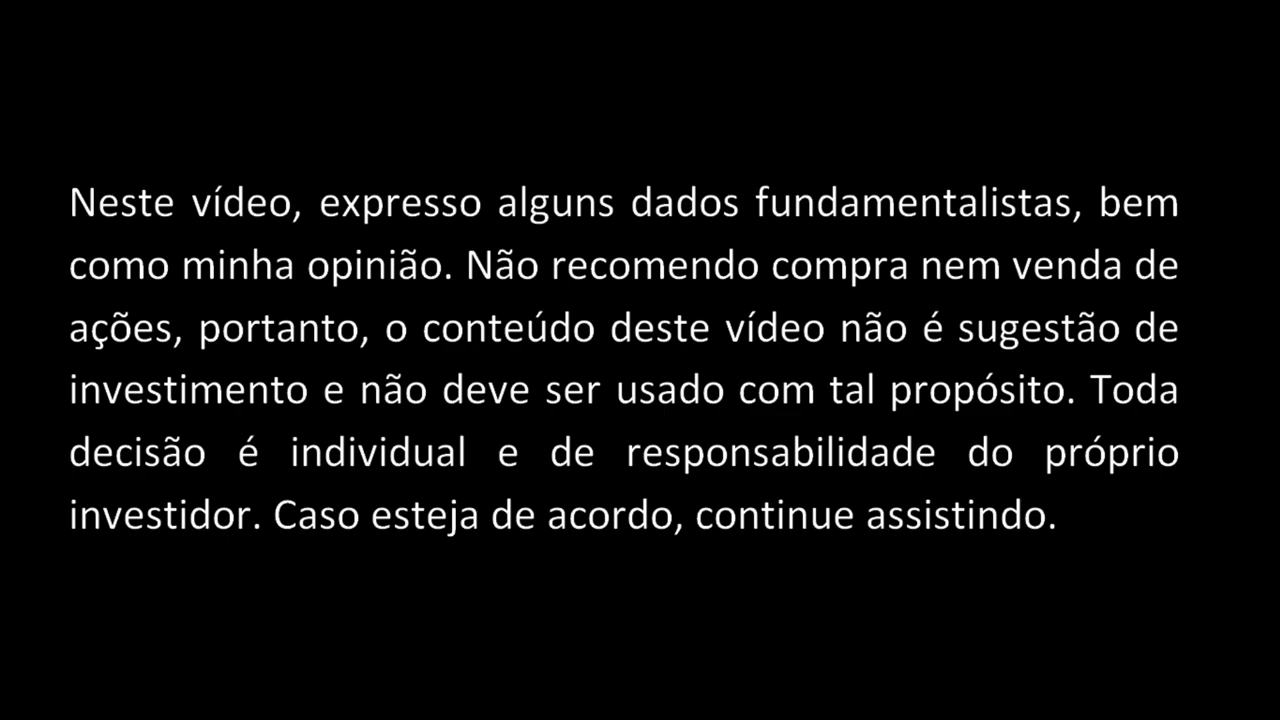 Neste vídeo, expresso alguns dados fundamentalistas, bem
como minha opinião. Não recomendo compra nem venda de
ações, portanto, o conteúdo deste vídeo não é sugestão de
investimento e não deve ser usado com tal propósito. Toda
decisão é individual e de responsabilidade do próprio
investidor. Caso esteja de acordo, continue assistindo.